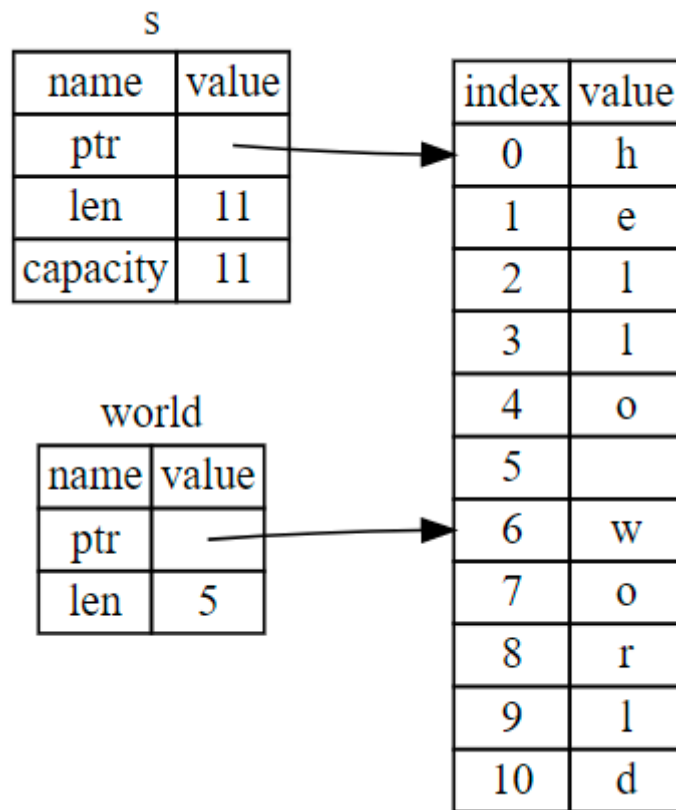 s
name value
ptr
len 11
capacity 11
world
name value
ptr
len 5
index value
0 h
1 e
2 l
3 l
4 o
5
6 w
7 o
8 r
9 l
10 d